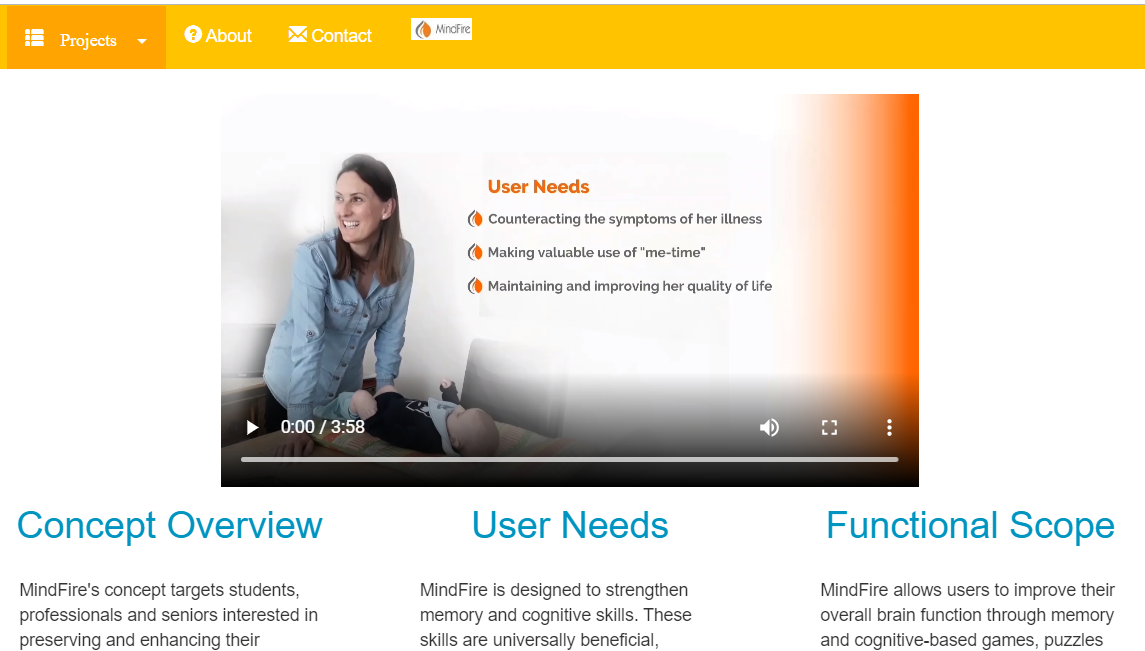 Projects
About
Contact
MindFire
User Needs
Counteracting the symptoms of her illness
Making valuable use of "me-time"
Maintaining and improving her quality of life
0:00 / 3:58
Concept Overview
MindFire's concept targets students,
professionals and seniors interested in
preserving and enhancing their
User Needs
MindFire is designed to strengthen
memory and cognitive skills. These
skills are universally beneficial,
Functional Scope
MindFire allows users to improve their
overall brain function through memory
and cognitive-based games, puzzles